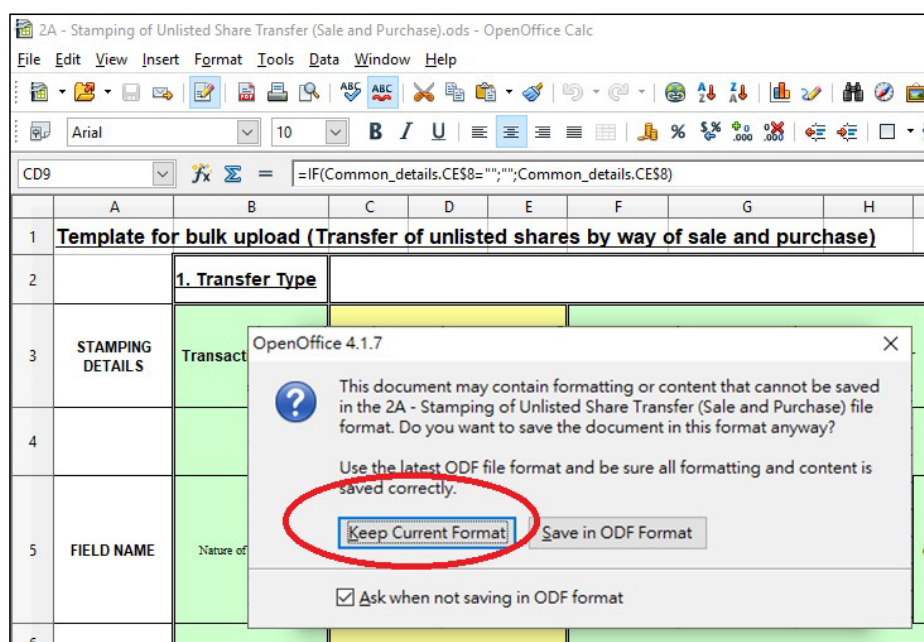 2A - Stamping of Unlisted Share Transfer (Sale and Purchase).ods - OpenOffice Calc
File Edit View Insert Format Tools Data Window Help
Arial 10 B I U
CD9 =IF(Common_details.CE$8="";"";Common_details.CE$8)
A B C D E F G H
1 Template for bulk upload (Transfer of unlisted shares by way of sale and purchase)
2 1. Transfer Type
3 STAMPING DETAILS Transact
OpenOffice 4.1.7
This document may contain formatting or content that cannot be saved
in the 2A - Stamping of Unlisted Share Transfer (Sale and Purchase) file
format. Do you want to save the document in this format anyway?
4
Use the latest ODF file format and be sure all formatting and content is
saved correctly.
Keep Current Format Save in ODF Format
5 FIELD NAME Nature of
Ask when not saving in ODF format